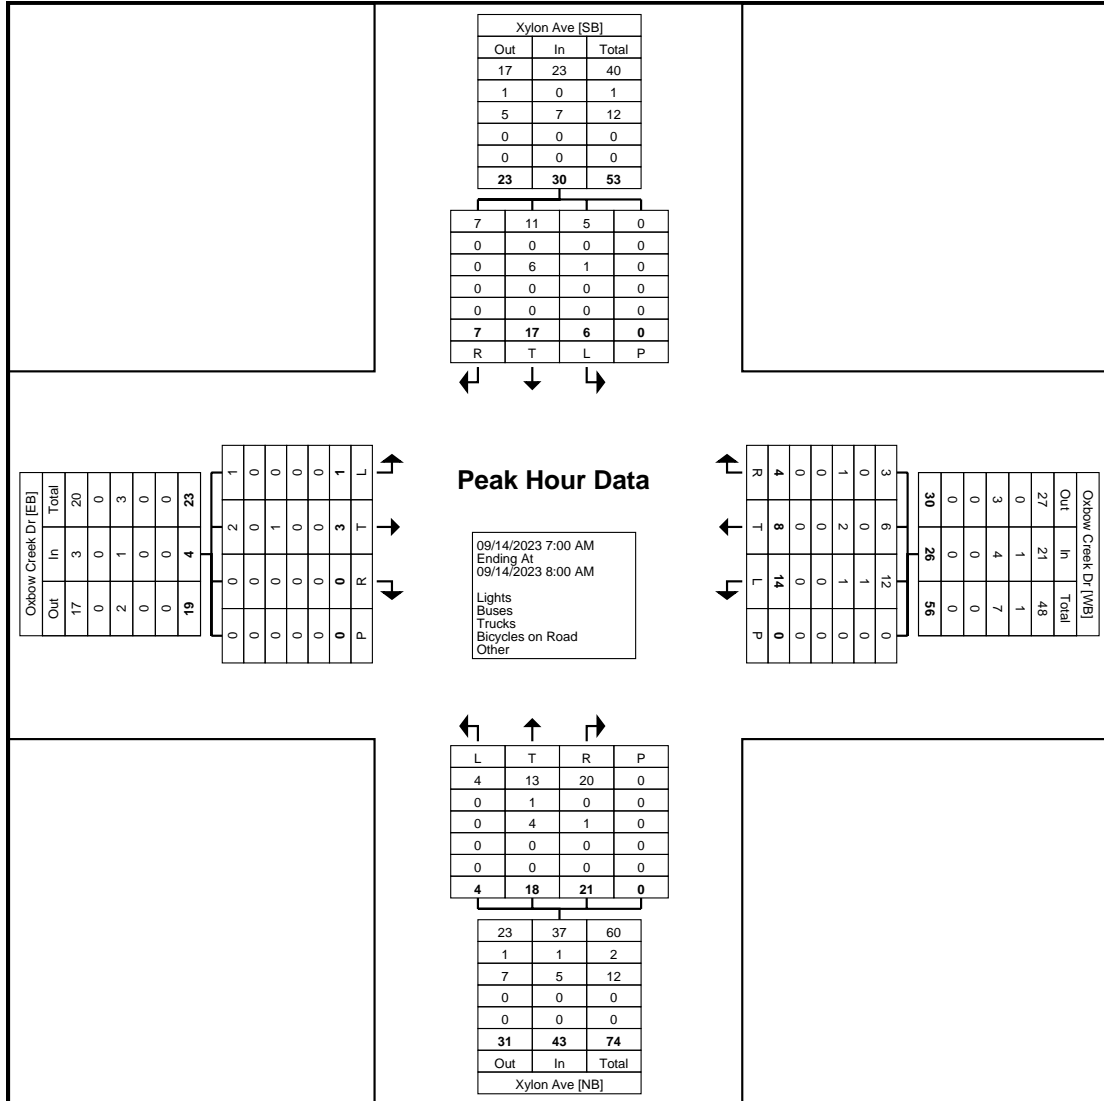 Xylon Ave [SB]
Out In Total
17 23 40
1 0 1
5 7 12
0 0 0
0 0 0
23 30 53
7 11 5 0
0 0 0 0
0 6 1 0
0 0 0 0
0 0 0 0
7 17 6 0
R T L P
Oxbow Creek Dr [EB]
Total 20 0 3 0 0 23
In 3 0 1 0 0 4
Out 17 0 2 0 0 19
1 0 0 0 0 1 L
2 0 1 0 0 3 T
0 0 0 0 0 0 R
0 0 0 0 0 0 P
Peak Hour Data
09/14/2023 7:00 AM
Ending At
09/14/2023 8:00 AM
Lights
Buses
Trucks
Bicycles on Road
Other
R 4 0 0 1 0 3
T 8 0 0 2 0 6
L 14 0 0 1 1 12
P 0 0 0 0 0 0
Oxbow Creek Dr [WB]
30 0 0 3 0 27 Out
26 0 0 4 1 21 In
56 0 0 7 1 48 Total
L T R P
4 13 20 0
0 1 0 0
0 4 1 0
0 0 0 0
0 0 0 0
4 18 21 0
23 37 60
1 1 2
7 5 12
0 0 0
0 0 0
31 43 74
Out In Total
Xylon Ave [NB]